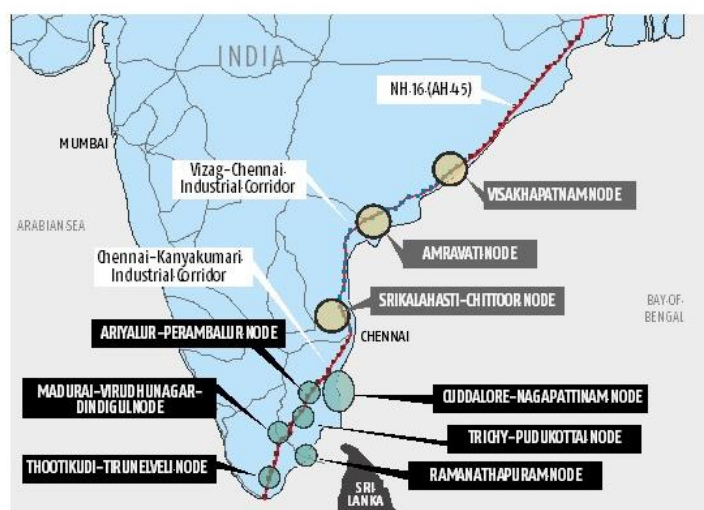 INDIA
NH-16-(AH-45)
MUMBAI
Vizag-Chennai-
Industrial-Corridor
VISAKHAPATNAM NODE
ARABIAN SEA
AMRAVATI-NODE
Chennai-Kanyakumari-
Industrial-Corridor
SRIKALAHASTI-CHITTOOR NODE
BAY-OF-
BENGAL
ARIYALUR-PERAMBALUR NODE
CHENNAI
MADURAI-VIRUDHUNAGAR-
DINDIGUL NODE
CUDDALORE-NAGAPATTINAM NODE
TRICHY-PUDUKOTTAI-NODE
THOOTIKUDI-TIRUNELVELI-NODE
RAMANATHAPURAM NODE
SRI-
LANKA